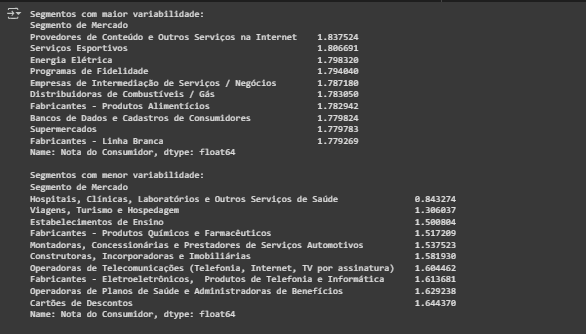 Segmentos com maior variabilidade:
Segmento de Mercado
Provedores de Conteúdo e Outros Serviços na Internet    1.837524
Serviços Esportivos    1.806691
Energia Elétrica    1.798320
Programas de Fidelidade    1.794040
Empresas de Intermediação de Serviços / Negócios    1.787180
Distribuidoras de Combustíveis / Gás    1.783050
Fabricantes - Produtos Alimentícios    1.782942
Bancos de Dados e Cadastros de Consumidores    1.779824
Supermercados    1.779783
Fabricantes - Linha Branca    1.779269
Name: Nota do Consumidor, dtype: float64
Segmentos com menor variabilidade:
Segmento de Mercado
Hospitais, Clínicas, Laboratórios e Outros Serviços de Saúde    0.843274
Viagens, Turismo e Hospedagem    1.306037
Estabelecimentos de Ensino    1.500804
Fabricantes - Produtos Químicos e Farmacêuticos    1.517209
Montadoras, Concessionárias e Prestadores de Serviços Automotivos    1.537523
Construtoras, Incorporadoras e Imobiliárias    1.581930
Operadoras de Telecomunicações (Telefonia, Internet, TV por assinatura)    1.604462
Fabricantes - Eletroeletrônicos,  Produtos de Telefonia e Informática    1.613681
Operadoras de Planos de Saúde e Administradoras de Benefícios    1.629238
Cartões de Descontos    1.644370
Name: Nota do Consumidor, dtype: float64